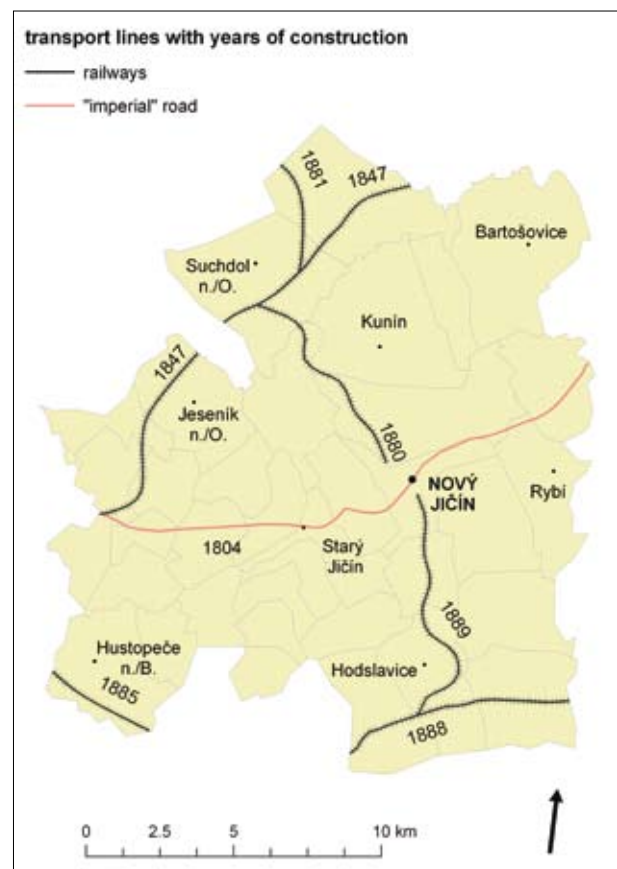 transport lines with years of construction
railways
"imperial" road
1881
1847
Bartošovice
Suchdol
n./O.
Kunín
1847
Jeseník
n./O.
1880
NOVÝ
JIČÍN
Rybí
1804
Starý
Jičín
1889
Hustopeče
n./B.
Hodslavice
1885
1888
0 2.5 5 10 km